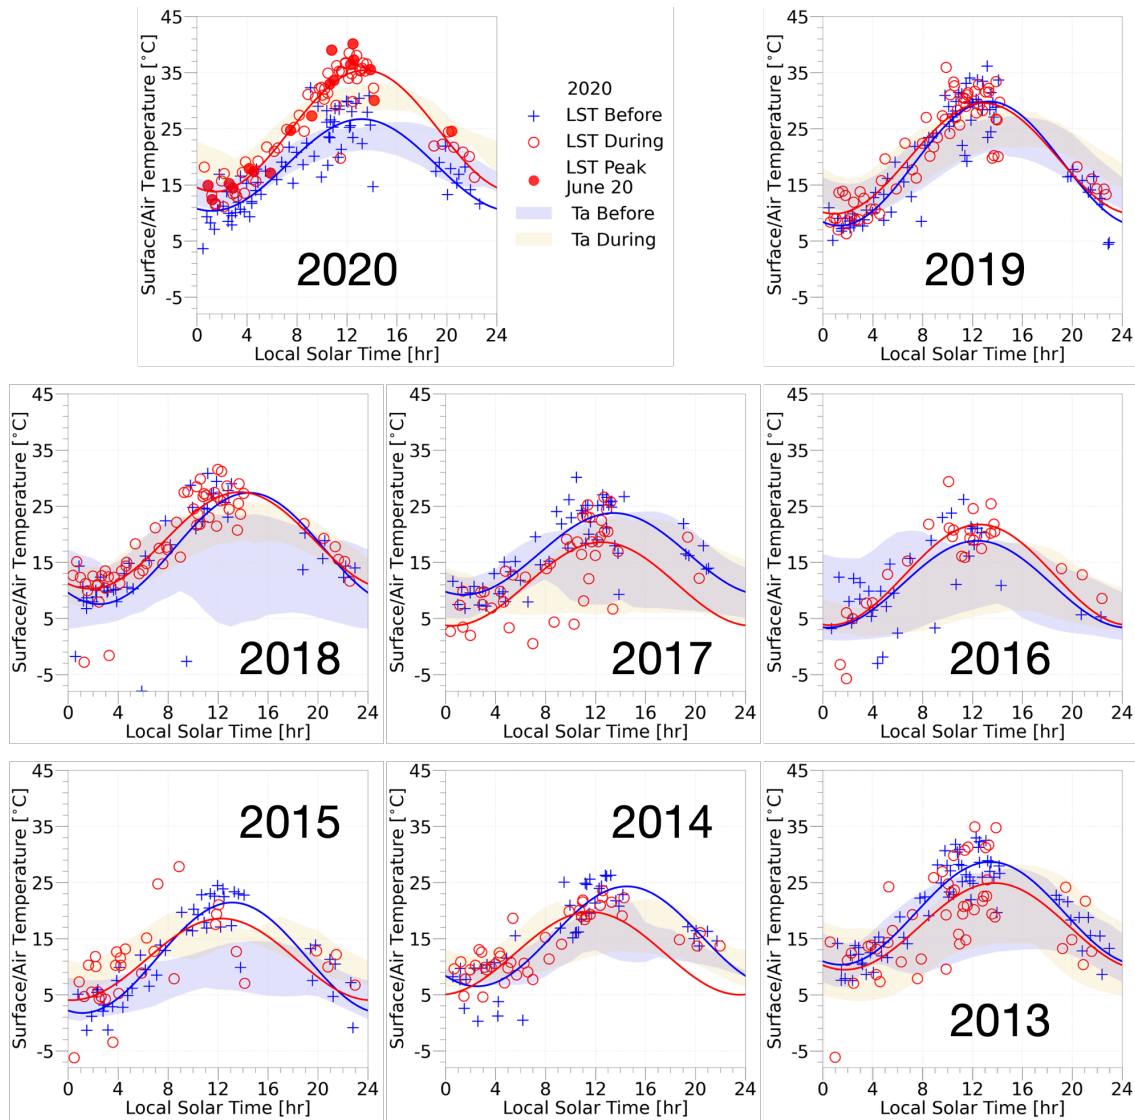 45
35
25
15
5
-5
Surface/Air Temperature [°C]
2020
0 4 8 12 16 20 24
Local Solar Time [hr]
2020
LST Before
LST During
LST Peak
June 20
Ta Before
Ta During
45
35
25
15
5
-5
Surface/Air Temperature [°C]
2019
0 4 8 12 16 20 24
Local Solar Time [hr]
45
35
25
15
5
-5
Surface/Air Temperature [°C]
2018
0 4 8 12 16 20 24
Local Solar Time [hr]
45
35
25
15
5
-5
Surface/Air Temperature [°C]
2017
0 4 8 12 16 20 24
Local Solar Time [hr]
45
35
25
15
5
-5
Surface/Air Temperature [°C]
2016
0 4 8 12 16 20 24
Local Solar Time [hr]
45
35
25
15
5
-5
Surface/Air Temperature [°C]
2015
0 4 8 12 16 20 24
Local Solar Time [hr]
45
35
25
15
5
-5
Surface/Air Temperature [°C]
2014
0 4 8 12 16 20 24
Local Solar Time [hr]
45
35
25
15
5
-5
Surface/Air Temperature [°C]
2013
0 4 8 12 16 20 24
Local Solar Time [hr]